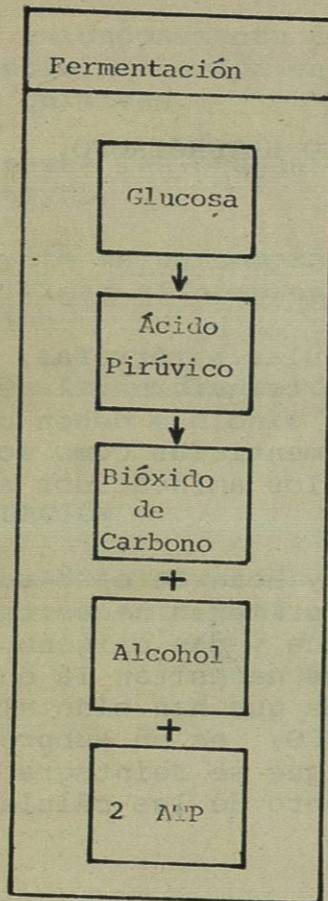 Fermentación
Glucosa
Ácido
Pirúvico
Bióxido
de
Carbono
+
Alcohol
+
2 ATP